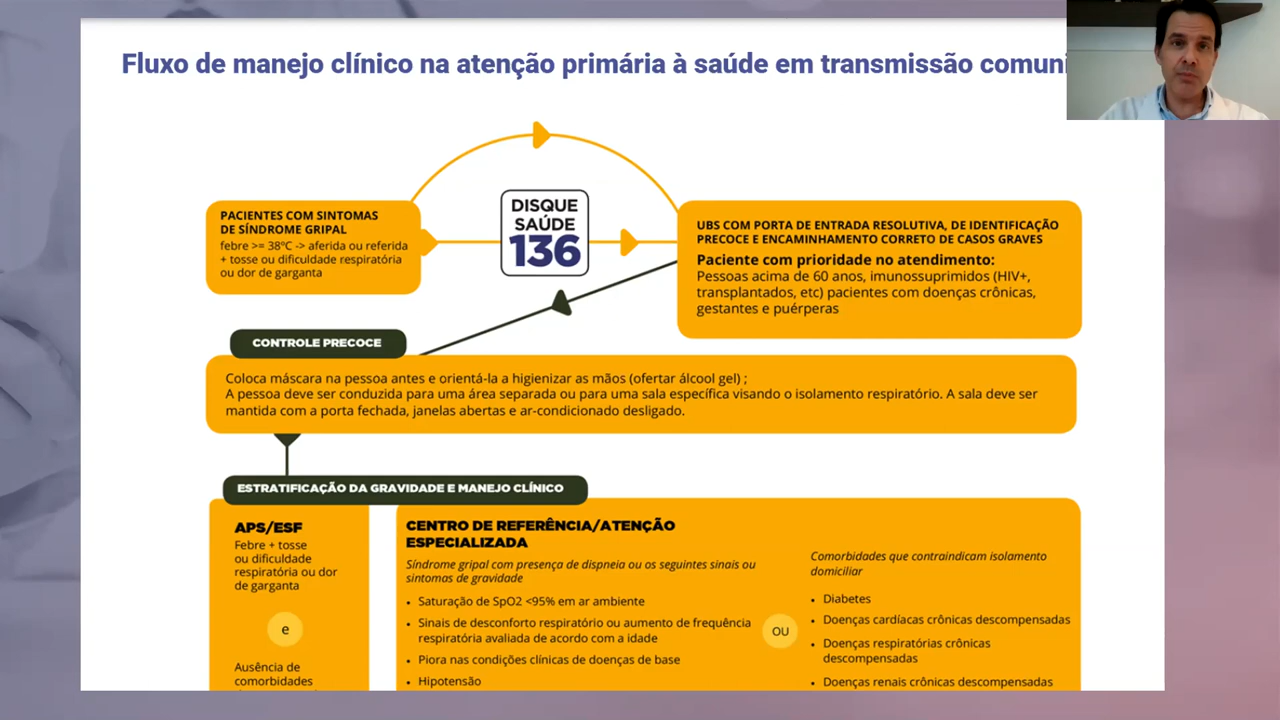 Fluxo de manejo clínico na atenção primária à saúde em transmissão
PACIENTES COM SINTOMAS
DE SÍNDROME GRIPAL
febre >= 38ºC -> aferida ou referida
+ tosse ou dificuldade respiratória
ou dor de garganta
DISQUE
SAÚDE
136
UBS COM PORTA DE ENTRADA RESOLUTIVA, DE IDENTIFICAÇÃO
PRECOCE E ENCAMINHAMENTO CORRETO DE CASOS GRAVES
Paciente com prioridade no atendimento:
Pessoas acima de 60 anos, imunossuprimidos (HIV+,
transplantados, etc) pacientes com doenças crônicas,
gestantes e puérperas
CONTROLE PRECOCE
Coloca máscara na pessoa antes e orientá-la a higienizar as mãos (ofertar álcool gel) ;
A pessoa deve ser conduzida para uma área separada ou para uma sala específica visando o isolamento respiratório. A sala deve ser
mantida com a porta fechada, janelas abertas e ar-condicionado desligado.
ESTRATIFICAÇÃO DA GRAVIDADE E MANEJO CLÍNICO
APS/ESF
Febre + tosse
ou dificuldade
respiratória ou dor
de garganta
e
Ausência de
comorbidades
CENTRO DE REFERÊNCIA/ATENÇÃO
ESPECIALIZADA
Síndrome gripal com presença de dispneia ou os seguintes sinais ou
sintomas de gravidade
• Saturação de SpO2 <95% em ar ambiente
• Sinais de desconforto respiratório ou aumento de frequência
respiratória avaliada de acordo com a idade
• Piora nas condições clínicas de doenças de base
• Hipotensão
OU
Comorbidades que contraindicam isolamento
domiciliar
• Diabetes
• Doenças cardíacas crônicas descompensadas
• Doenças respiratórias crônicas
descompensadas
• Doenças renais crônicas descompensadas